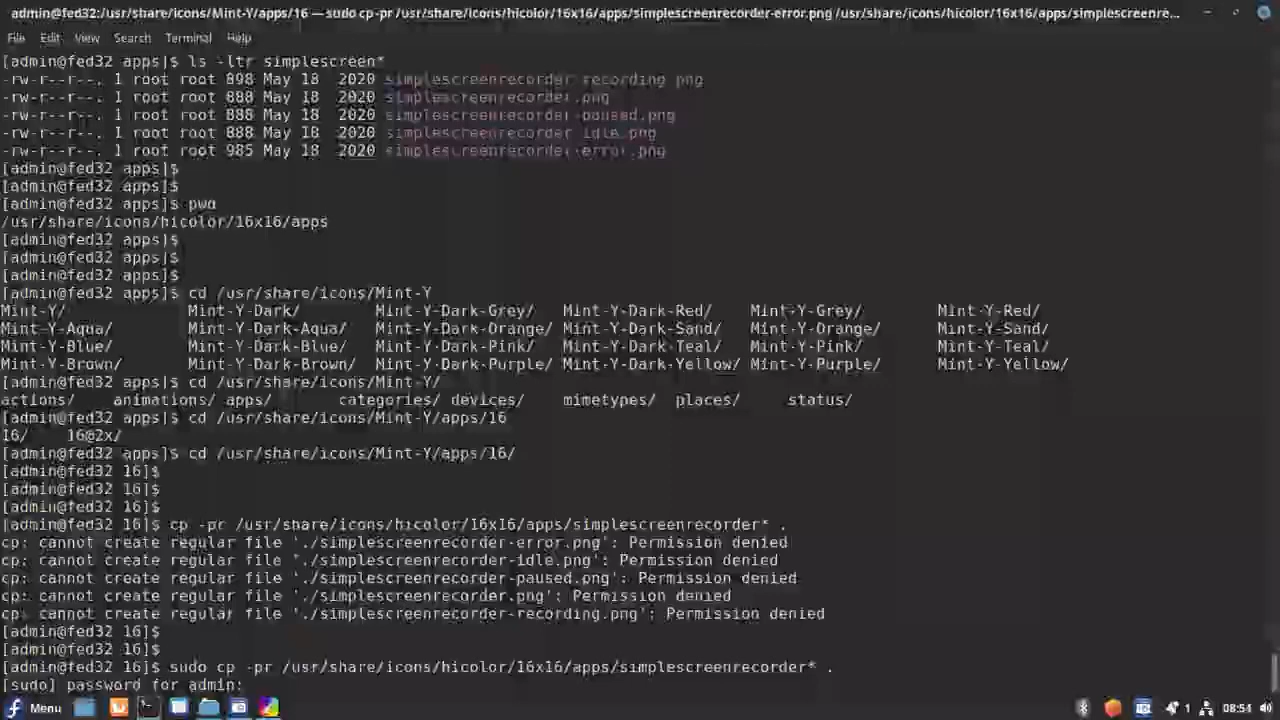 admin@fed32:/usr/share/icons/Mint-Y/apps/16 — sudo cp -pr /usr/share/icons/hicolor/16x16/apps/simplescreenrecorder-error.png /usr/share/icons/hicolor/16x16/apps/simplescreenre...
File Edit View Search Terminal Help
[admin@fed32 apps]$ ls -ltr simplescreen*
-rw-r--r--. 1 root root 898 May 18 2020 simplescreenrecorder-recording.png
-rw-r--r--. 1 root root 888 May 18 2020 simplescreenrecorder.png
-rw-r--r--. 1 root root 888 May 18 2020 simplescreenrecorder-paused.png
-rw-r--r--. 1 root root 888 May 18 2020 simplescreenrecorder-idle.png
-rw-r--r--. 1 root root 985 May 18 2020 simplescreenrecorder-error.png
[admin@fed32 apps]$
[admin@fed32 apps]$
[admin@fed32 apps]$ pwd
/usr/share/icons/hicolor/16x16/apps
[admin@fed32 apps]$
[admin@fed32 apps]$
[admin@fed32 apps]$
[admin@fed32 apps]$ cd /usr/share/icons/Mint-Y
Mint-Y/ Mint-Y-Dark/ Mint-Y-Dark-Grey/ Mint-Y-Dark-Red/ Mint-Y-Grey/ Mint-Y-Red/
Mint-Y-Aqua/ Mint-Y-Dark-Aqua/ Mint-Y-Dark-Orange/ Mint-Y-Dark-Sand/ Mint-Y-Orange/ Mint-Y-Sand/
Mint-Y-Blue/ Mint-Y-Dark-Blue/ Mint-Y-Dark-Pink/ Mint-Y-Dark-Teal/ Mint-Y-Pink/ Mint-Y-Teal/
Mint-Y-Brown/ Mint-Y-Dark-Brown/ Mint-Y-Dark-Purple/ Mint-Y-Dark-Yellow/ Mint-Y-Purple/ Mint-Y-Yellow/
[admin@fed32 apps]$ cd /usr/share/icons/Mint-Y/
actions/ animations/ apps/ categories/ devices/ mimetypes/ places/ status/
[admin@fed32 apps]$ cd /usr/share/icons/Mint-Y/apps/16
16/ 16@2x/
[admin@fed32 apps]$ cd /usr/share/icons/Mint-Y/apps/16/
[admin@fed32 16]$
[admin@fed32 16]$
[admin@fed32 16]$
[admin@fed32 16]$ cp -pr /usr/share/icons/hicolor/16x16/apps/simplescreenrecorder* .
cp: cannot create regular file './simplescreenrecorder-error.png': Permission denied
cp: cannot create regular file './simplescreenrecorder-idle.png': Permission denied
cp: cannot create regular file './simplescreenrecorder-paused.png': Permission denied
cp: cannot create regular file './simplescreenrecorder.png': Permission denied
cp: cannot create regular file './simplescreenrecorder-recording.png': Permission denied
[admin@fed32 16]$
[admin@fed32 16]$
[admin@fed32 16]$ sudo cp -pr /usr/share/icons/hicolor/16x16/apps/simplescreenrecorder* .
[sudo] password for admin:
Menu 1 08:54